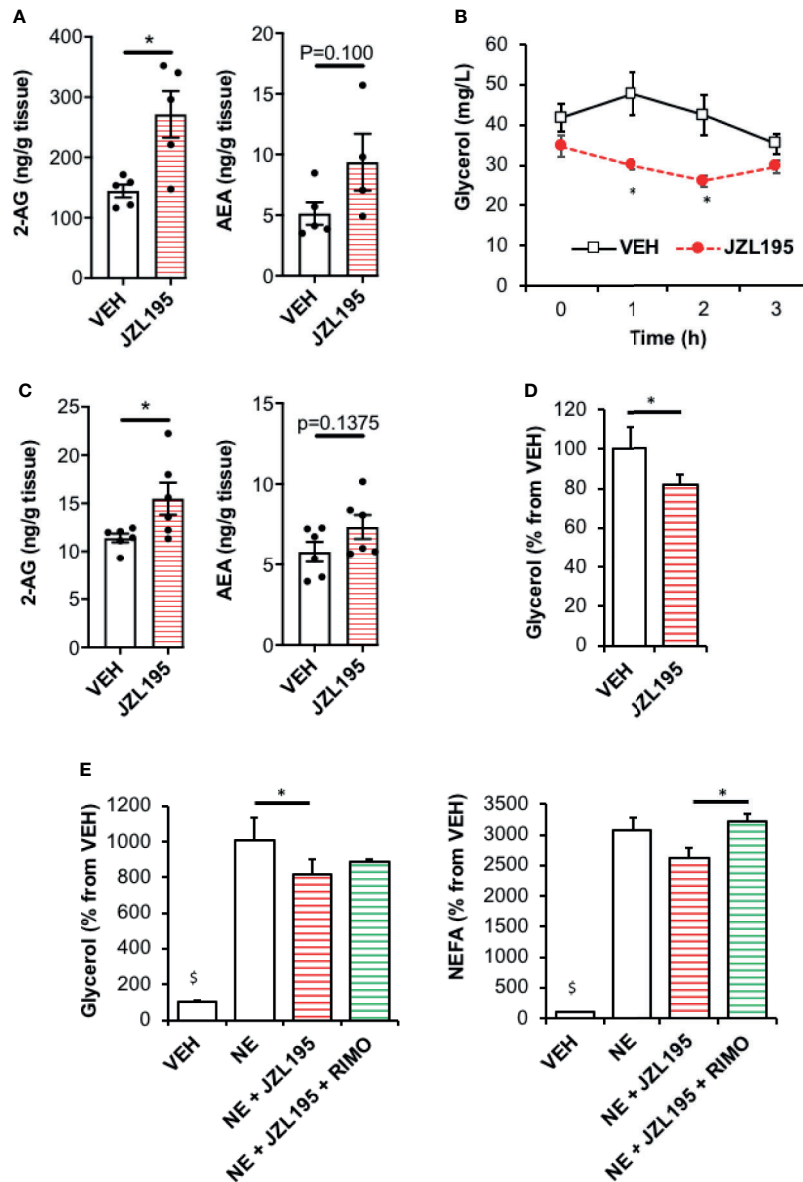 A
2-AG (ng/g tissue)
400
300
200
100
0
*
VEH
JZL195
AEA (ng/g tissue)
20
15
10
5
0
P=0.100
VEH
JZL195
B
Glycerol (mg/L)
60
50
40
30
20
10
0
*
*
VEH
JZL195
0 1 2 3
Time (h)
C
2-AG (ng/g tissue)
25
20
15
10
5
0
*
VEH
JZL195
AEA (ng/g tissue)
15
10
5
0
p=0.1375
VEH
JZL195
D
Glycerol (% from VEH)
120
100
80
60
40
20
0
*
VEH
JZL195
E
Glycerol (% from VEH)
1200
1000
800
600
400
200
0
$
*
VEH
NE
NE + JZL195
NE + JZL195 + RIMO
NEFA (% from VEH)
3500
3000
2500
2000
1500
1000
500
0
$
*
VEH
NE
NE + JZL195
NE + JZL195 + RIMO